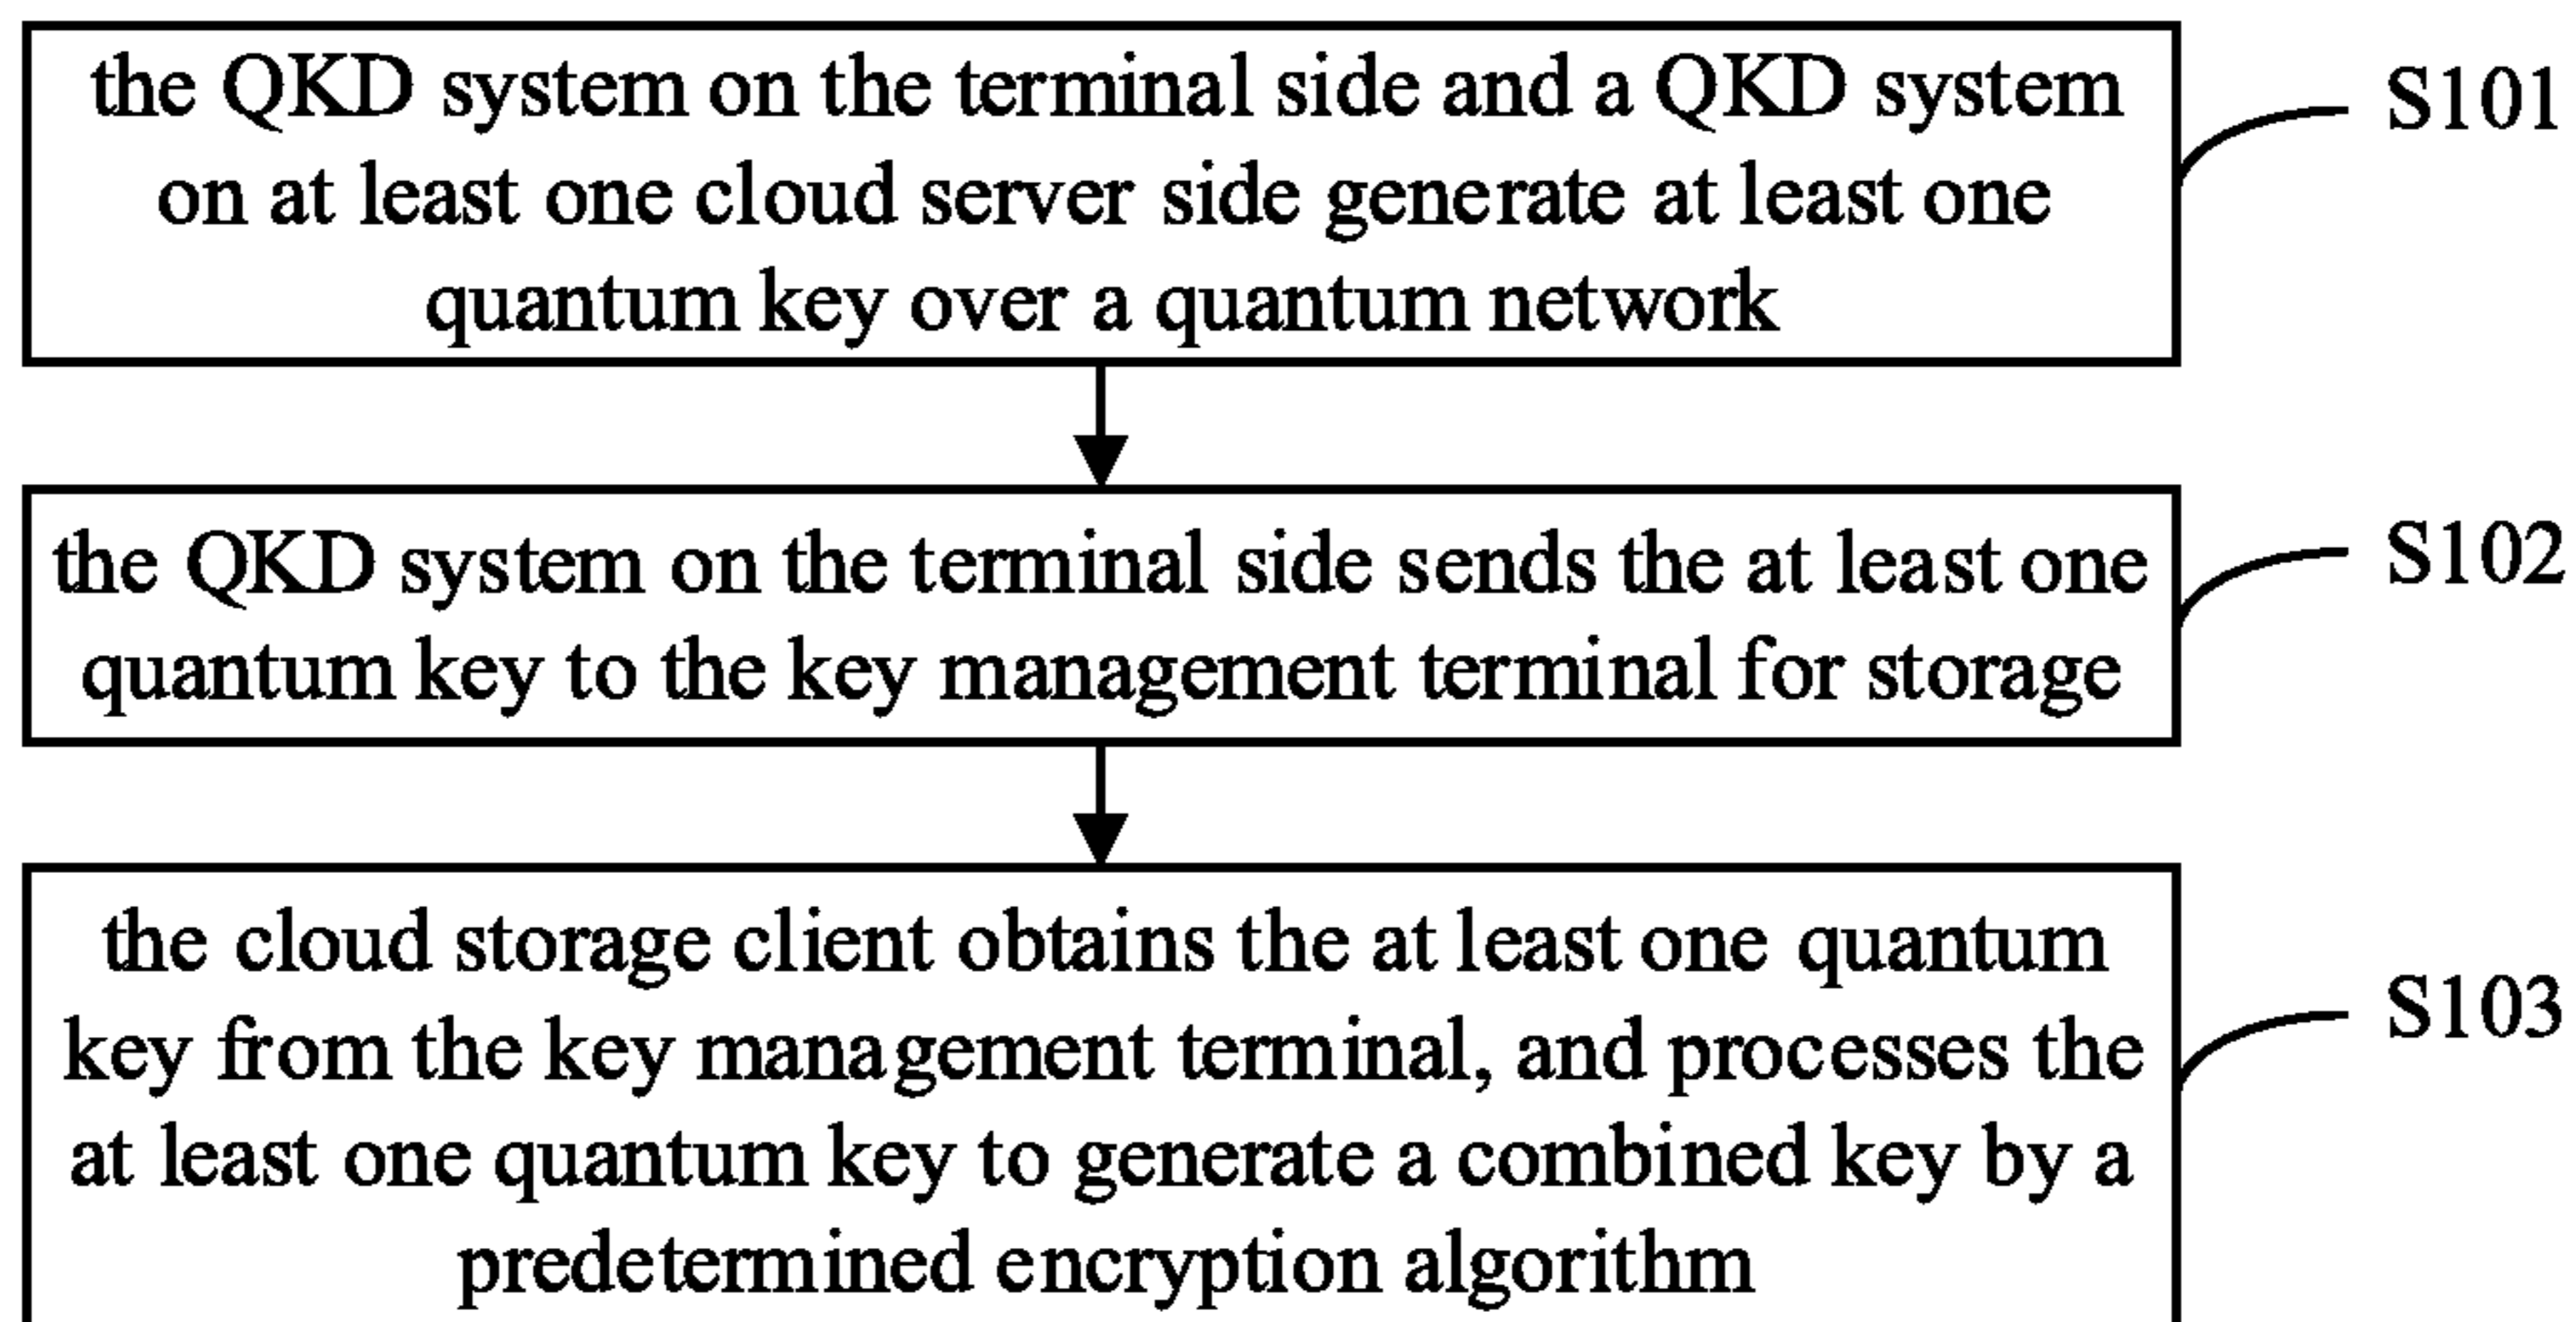 the QKD system on the terminal side and a QKD system
on at least one cloud server side generate at least one
quantum key over a quantum network
S101
the QKD system on the terminal side sends the at least one
quantum key to the key management terminal for storage
S102
the cloud storage client obtains the at least one quantum
key from the key management terminal, and processes the
at least one quantum key to generate a combined key by a
predetermined encryption algorithm
S103